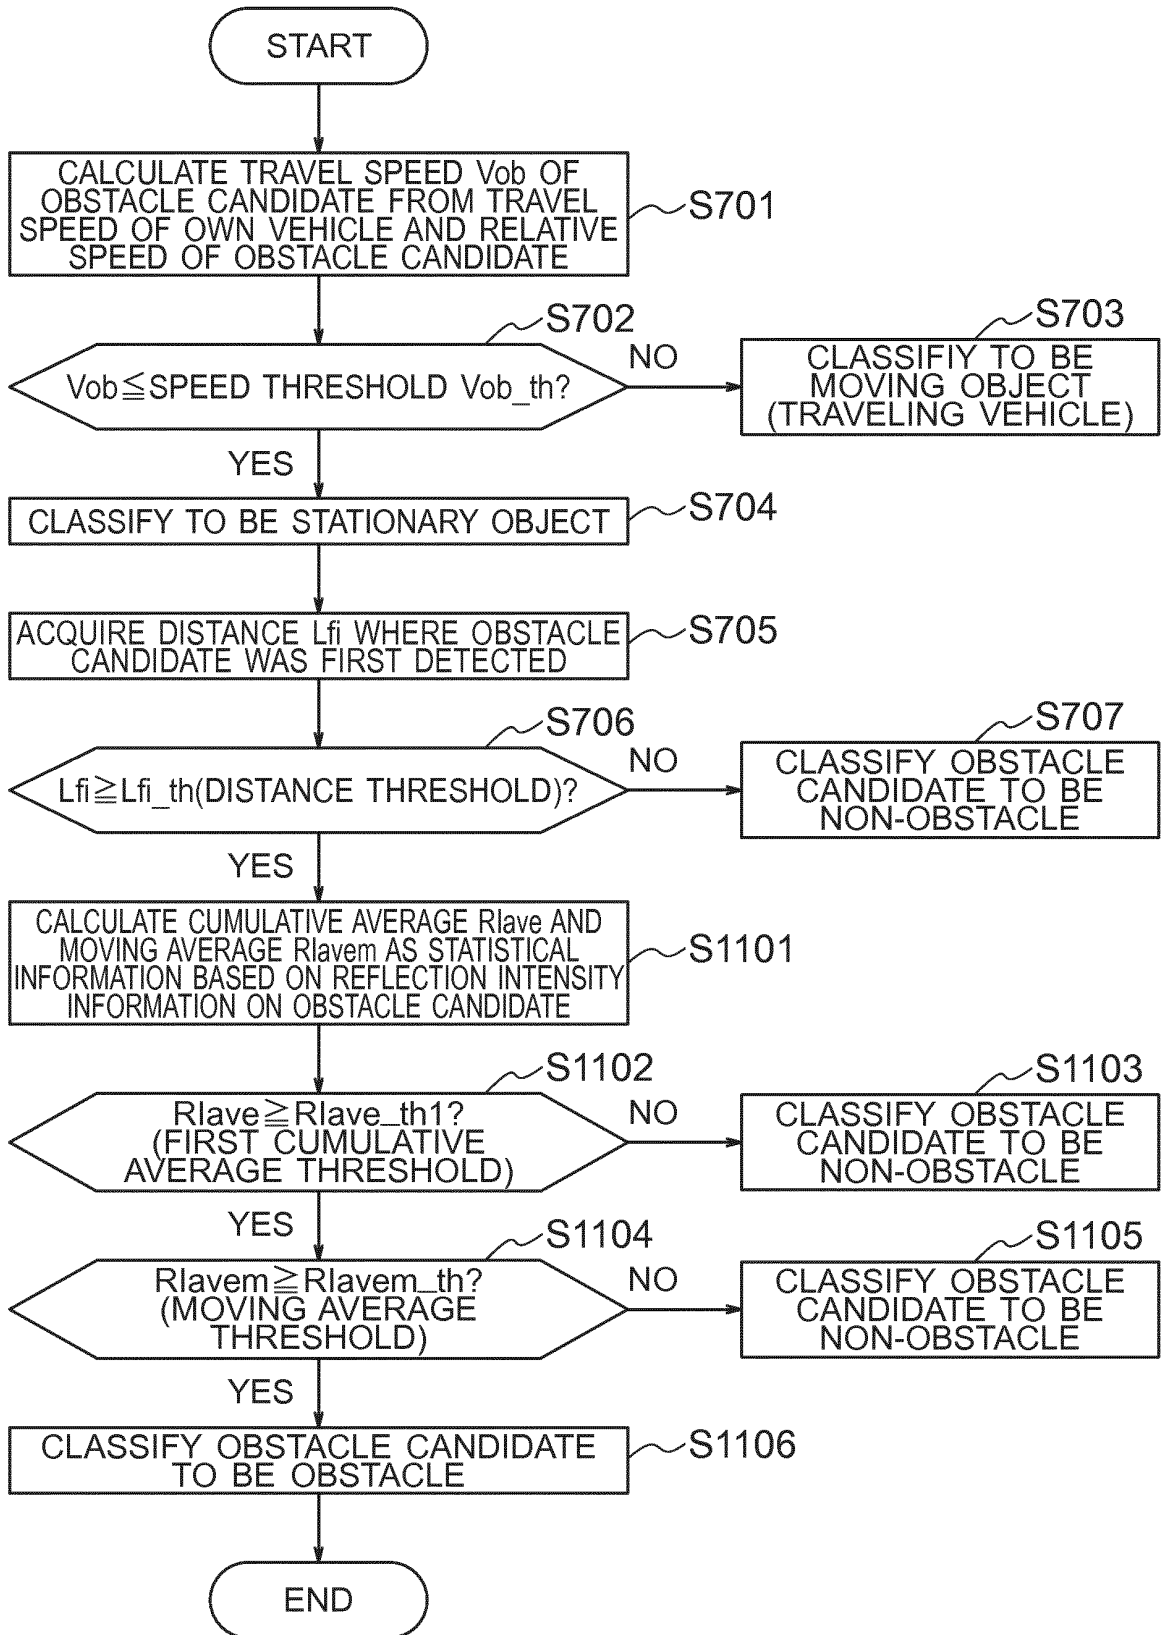 START
CALCULATE TRAVEL SPEED Vob OF
OBSTACLE CANDIDATE FROM TRAVEL
SPEED OF OWN VEHICLE AND RELATIVE
SPEED OF OBSTACLE CANDIDATE
S701
S702
Vob≦SPEED THRESHOLD Vob_th?
NO
S703
CLASSIFIY TO BE
MOVING OBJECT
(TRAVELING VEHICLE)
YES
CLASSIFY TO BE STATIONARY OBJECT
S704
ACQUIRE DISTANCE Lfi WHERE OBSTACLE
CANDIDATE WAS FIRST DETECTED
S705
S706
Lfi≧Lfi_th(DISTANCE THRESHOLD)?
NO
S707
CLASSIFY OBSTACLE
CANDIDATE TO BE
NON-OBSTACLE
YES
CALCULATE CUMULATIVE AVERAGE RIave AND
MOVING AVERAGE RIavem AS STATISTICAL
INFORMATION BASED ON REFLECTION INTENSITY
INFORMATION ON OBSTACLE CANDIDATE
S1101
S1102
RIave≧RIave_th1?
(FIRST CUMULATIVE
AVERAGE THRESHOLD)
NO
S1103
CLASSIFY OBSTACLE
CANDIDATE TO BE
NON-OBSTACLE
YES
S1104
RIavem≧RIavem_th?
(MOVING AVERAGE
THRESHOLD)
NO
S1105
CLASSIFY OBSTACLE
CANDIDATE TO BE
NON-OBSTACLE
YES
CLASSIFY OBSTACLE CANDIDATE
TO BE OBSTACLE
S1106
END